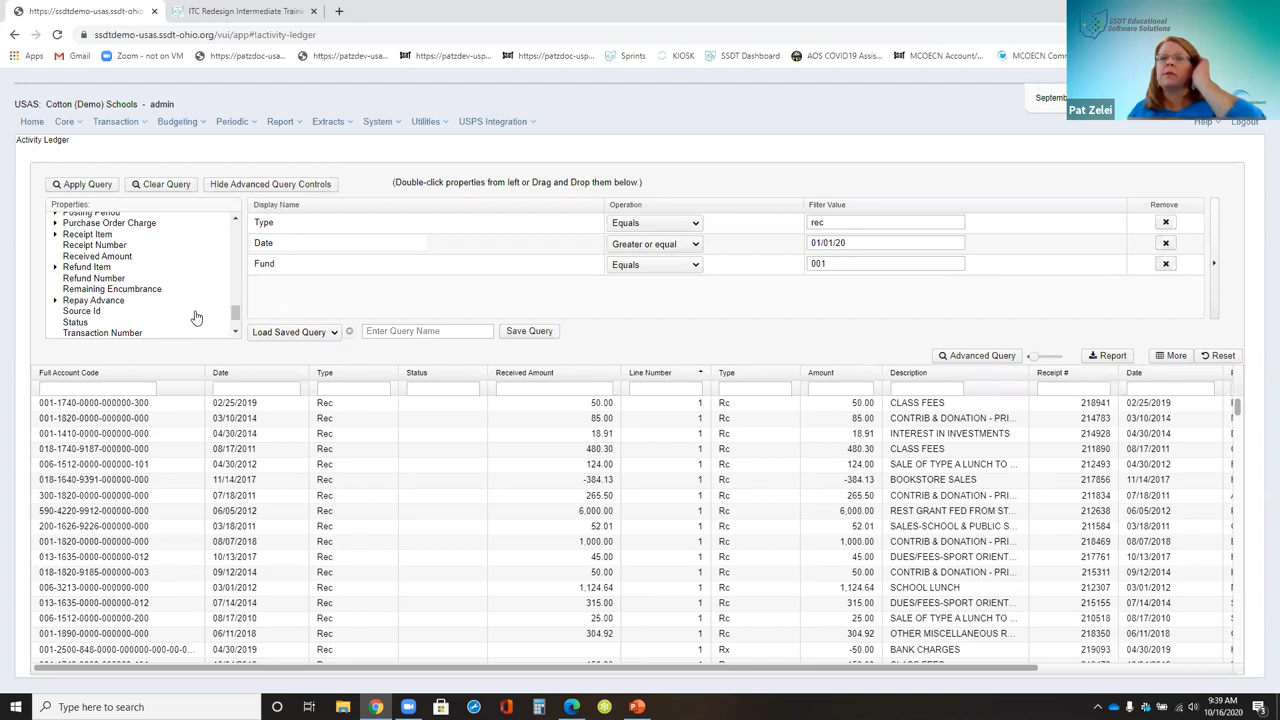 https://ssdtdemo-usas.ssdt-ohio.org/ ×
ITC Redesign Intermediate Traini ×
ssdtdemo-usas.ssdt-ohio.org/vui/app#!activity-ledger
Apps Gmail Zoom - not on VM https://patzdoc-usa... https://patzdev-usa... https://patzdoc-usp... https://patzdev-usp... Sprints KIOSK SSDT Dashboard AOS COVID19 Assis... MCOECN Account/... MCOECN Co
SSDT Educational
Software Solutions
Pat Zelei
USAS: Cotton (Demo) Schools - admin
Septemb
Home Core Transaction Budgeting Periodic Report Extracts System Utilities USPS Integration Help Logout
Activity Ledger
Apply Query Clear Query Hide Advanced Query Controls (Double-click properties from left or Drag and Drop them below.)
Properties: Display Name Operation Filter Value Remove
Posting Period
Purchase Order Charge
Receipt Item
Receipt Number
Received Amount
Refund Item
Refund Number
Remaining Encumbrance
Repay Advance
Source Id
Status
Transaction Number
Type Equals rec
Date Greater or equal 01/01/20
Fund Equals 001
Load Saved Query Enter Query Name Save Query
Advanced Query Report More Reset
Full Account Code Date Type Status Received Amount Line Number Type Amount Description Receipt # Date
001-1740-0000-000000-300 02/25/2019 Rec 50.00 1 Rc 50.00 CLASS FEES 218941 02/25/2019
001-1820-0000-000000-000 03/10/2014 Rec 85.00 1 Rc 85.00 CONTRIB & DONATION - PRI... 214783 03/10/2014
001-1410-0000-000000-000 04/30/2014 Rec 18.91 1 Rc 18.91 INTEREST IN INVESTMENTS 214928 04/30/2014
018-1740-9187-000000-000 08/17/2011 Rec 480.30 1 Rc 480.30 CLASS FEES 211890 08/17/2011
006-1512-0000-000000-101 04/30/2012 Rec 124.00 1 Rc 124.00 SALE OF TYPE A LUNCH TO ... 212493 04/30/2012
018-1640-9391-000000-000 11/14/2017 Rec -384.13 1 Rc -384.13 BOOKSTORE SALES 217856 11/14/2017
300-1820-0000-000000-000 07/18/2011 Rec 265.50 1 Rc 265.50 CONTRIB & DONATION - PRI... 211834 07/18/2011
590-4220-9912-000000-000 06/05/2012 Rec 6,000.00 1 Rc 6,000.00 REST GRANT FED FROM ST... 212638 06/05/2012
200-1626-9226-000000-000 03/18/2011 Rec 52.01 1 Rc 52.01 SALES-SCHOOL & PUBLIC S... 211584 03/18/2011
001-1820-0000-000000-000 08/07/2018 Rec 1,000.00 1 Rc 1,000.00 CONTRIB & DONATION - PRI... 218469 08/07/2018
013-1635-0000-000000-012 10/13/2017 Rec 45.00 1 Rc 45.00 DUES/FEES-SPORT ORIENT... 217761 10/13/2017
018-1820-9185-000000-003 09/12/2014 Rec 50.00 1 Rc 50.00 CONTRIB & DONATION - PRI... 215311 09/12/2014
006-3213-0000-000000-000 03/01/2012 Rec 1,124.64 1 Rc 1,124.64 SCHOOL LUNCH 212307 03/01/2012
013-1635-0000-000000-012 07/14/2014 Rec 315.00 1 Rc 315.00 DUES/FEES-SPORT ORIENT... 215155 07/14/2014
006-1512-0000-000000-200 08/17/2010 Rec 25.00 1 Rc 25.00 SALE OF TYPE A LUNCH TO ... 210518 08/17/2010
001-1890-0000-000000-000 06/11/2018 Rec 304.92 1 Rc 304.92 OTHER MISCELLANEOUS R... 218350 06/11/2018
001-2500-848-0000-000000-000-00-0... 04/30/2019 Rec 1 Rx -50.00 BANK CHARGES 219093 04/30/2019
Type here to search
9:39 AM
10/16/2020